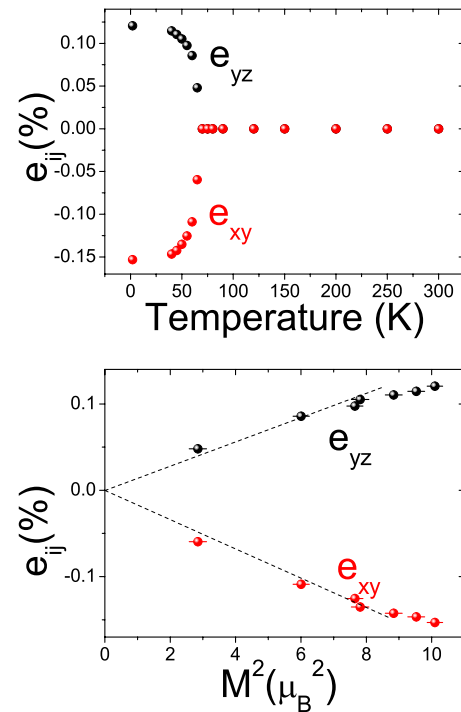 0.10
0.05
0.00
-0.05
-0.10
-0.15
e_ij(%)
e_yz
e_xy
0 50 100 150 200 250 300
Temperature (K)
0.1
0.0
-0.1
e_ij(%)
e_yz
e_xy
0 2 4 6 8 10
M²(μ_B²)